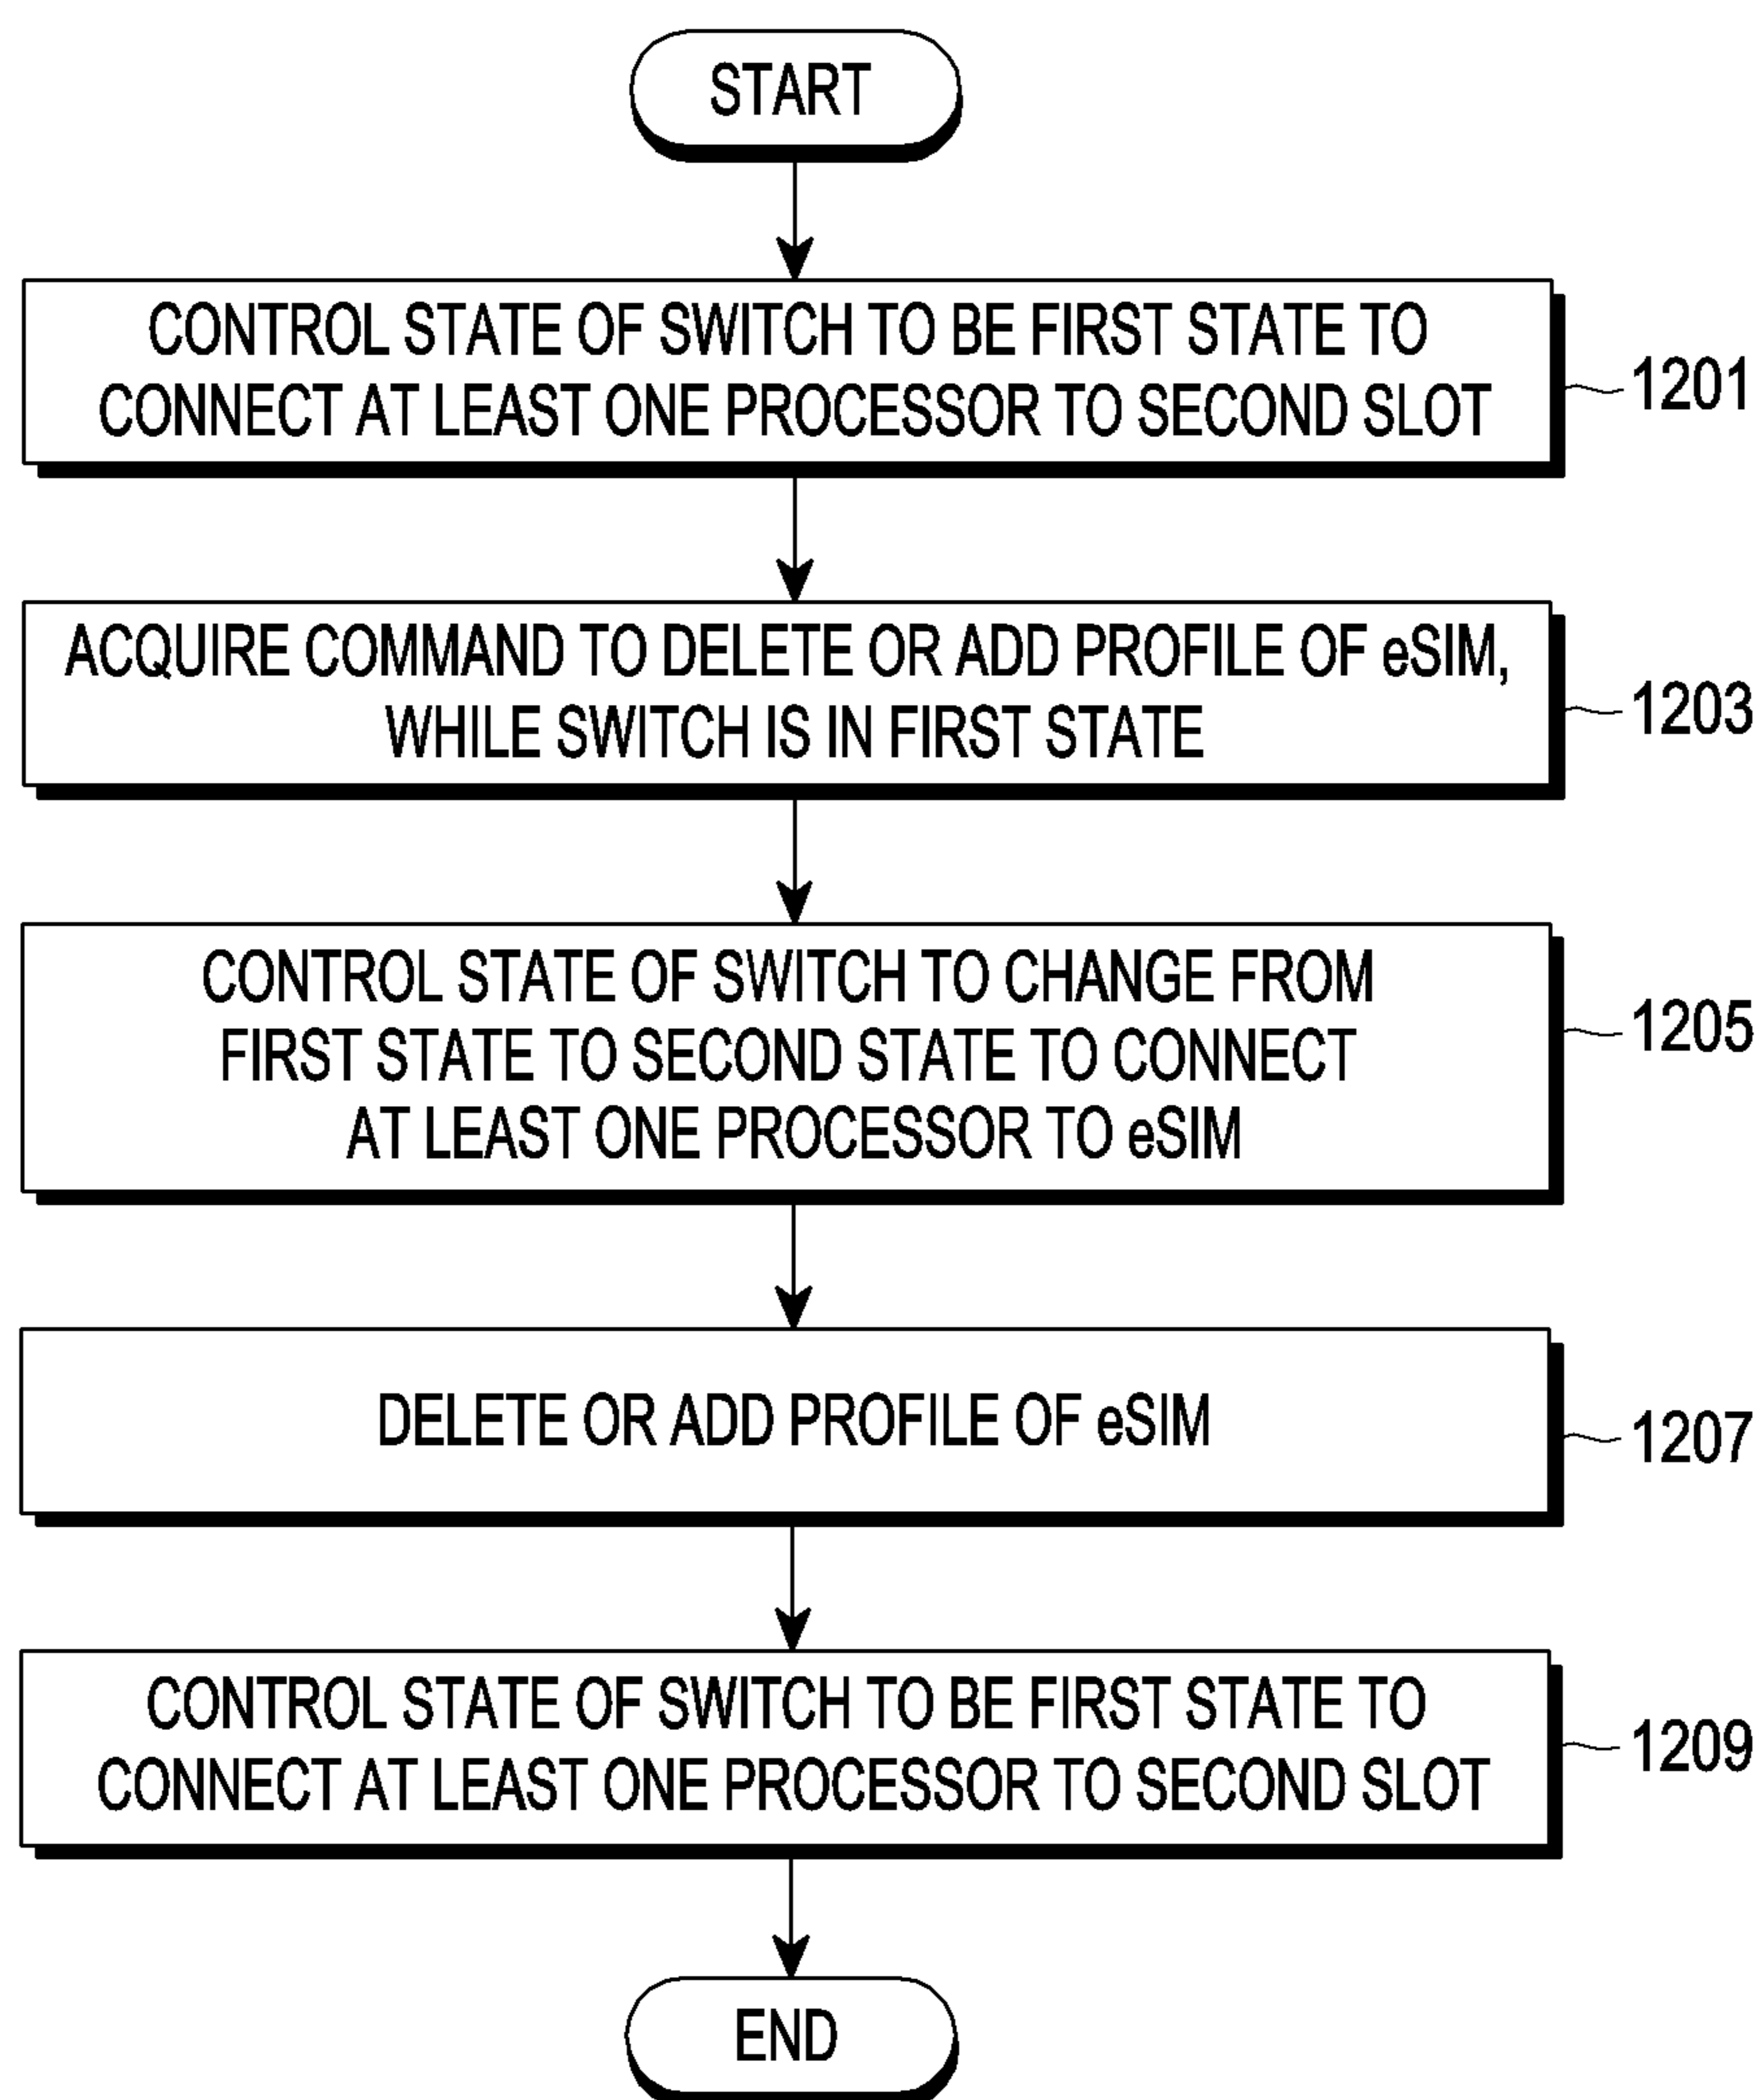 START
CONTROL STATE OF SWITCH TO BE FIRST STATE TO
CONNECT AT LEAST ONE PROCESSOR TO SECOND SLOT
1201
ACQUIRE COMMAND TO DELETE OR ADD PROFILE OF eSIM,
WHILE SWITCH IS IN FIRST STATE
1203
CONTROL STATE OF SWITCH TO CHANGE FROM
FIRST STATE TO SECOND STATE TO CONNECT
AT LEAST ONE PROCESSOR TO eSIM
1205
DELETE OR ADD PROFILE OF eSIM
1207
CONTROL STATE OF SWITCH TO BE FIRST STATE TO
CONNECT AT LEAST ONE PROCESSOR TO SECOND SLOT
1209
END